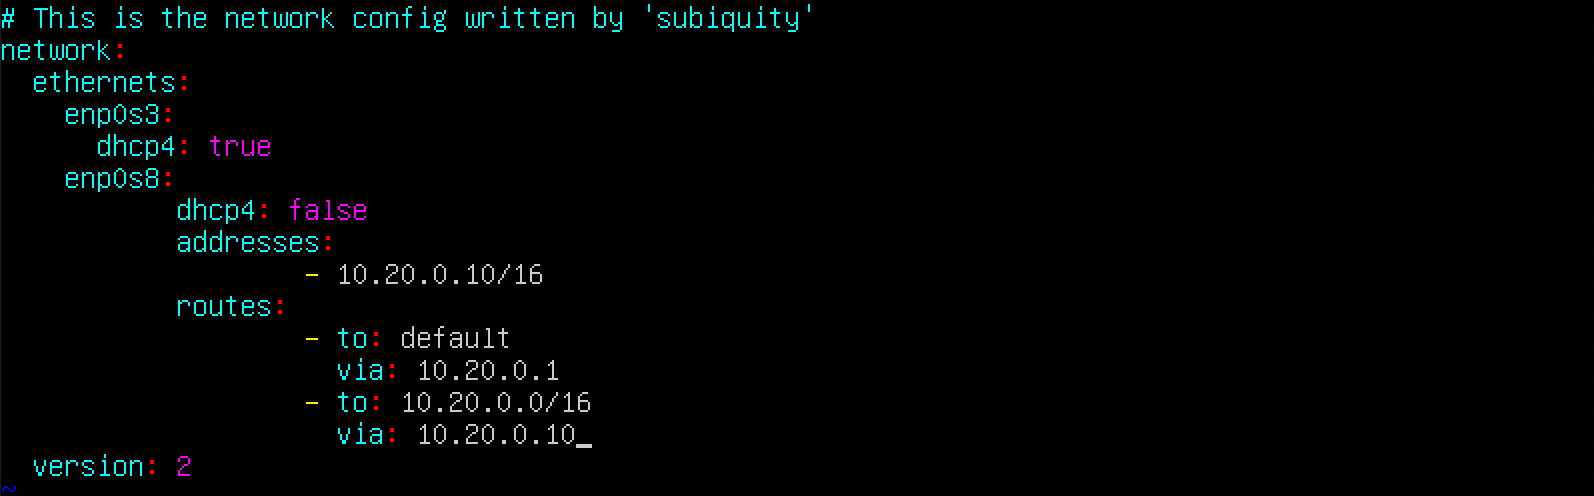 # This is the network config written by 'subiquity'
network:
  ethernets:
    enp0s3:
      dhcp4: true
    enp0s8:
           dhcp4: false
           addresses:
                   - 10.20.0.10/16
           routes:
                   - to: default
                     via: 10.20.0.1
                   - to: 10.20.0.0/16
                     via: 10.20.0.10_
  version: 2
~